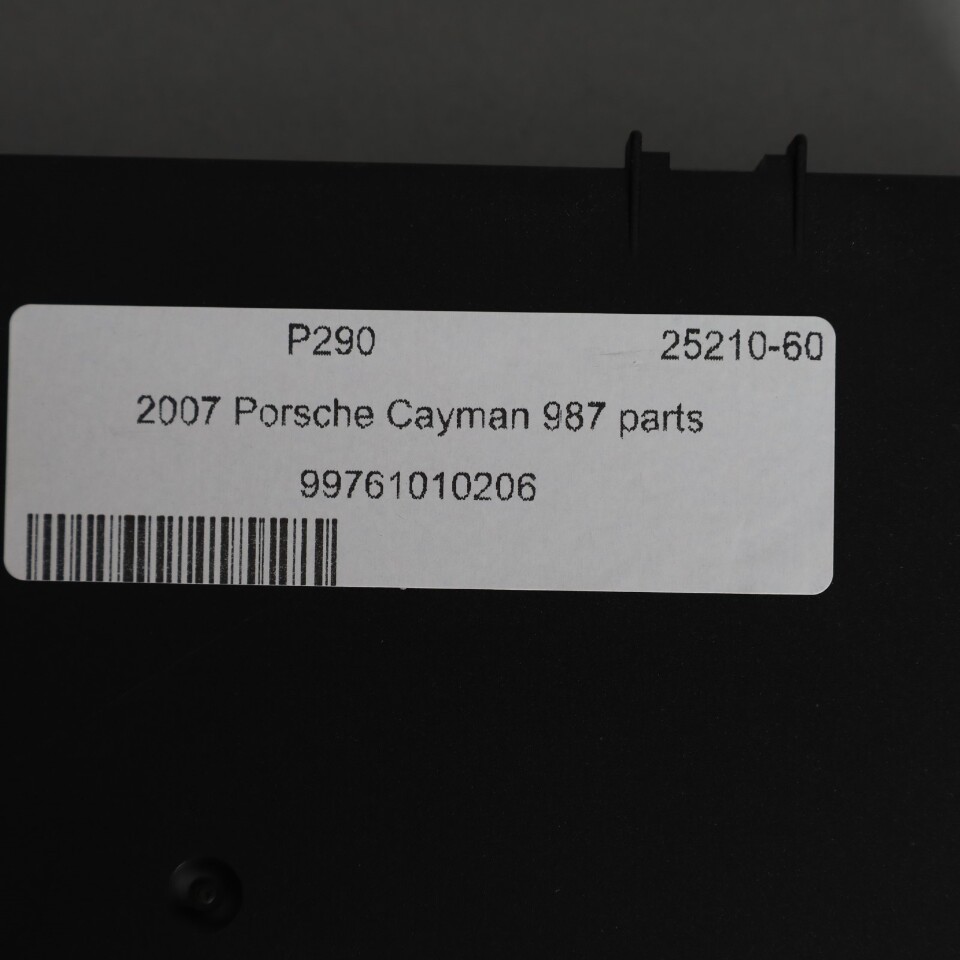 P290 25210-60
2007 Porsche Cayman 987 parts
99761010206